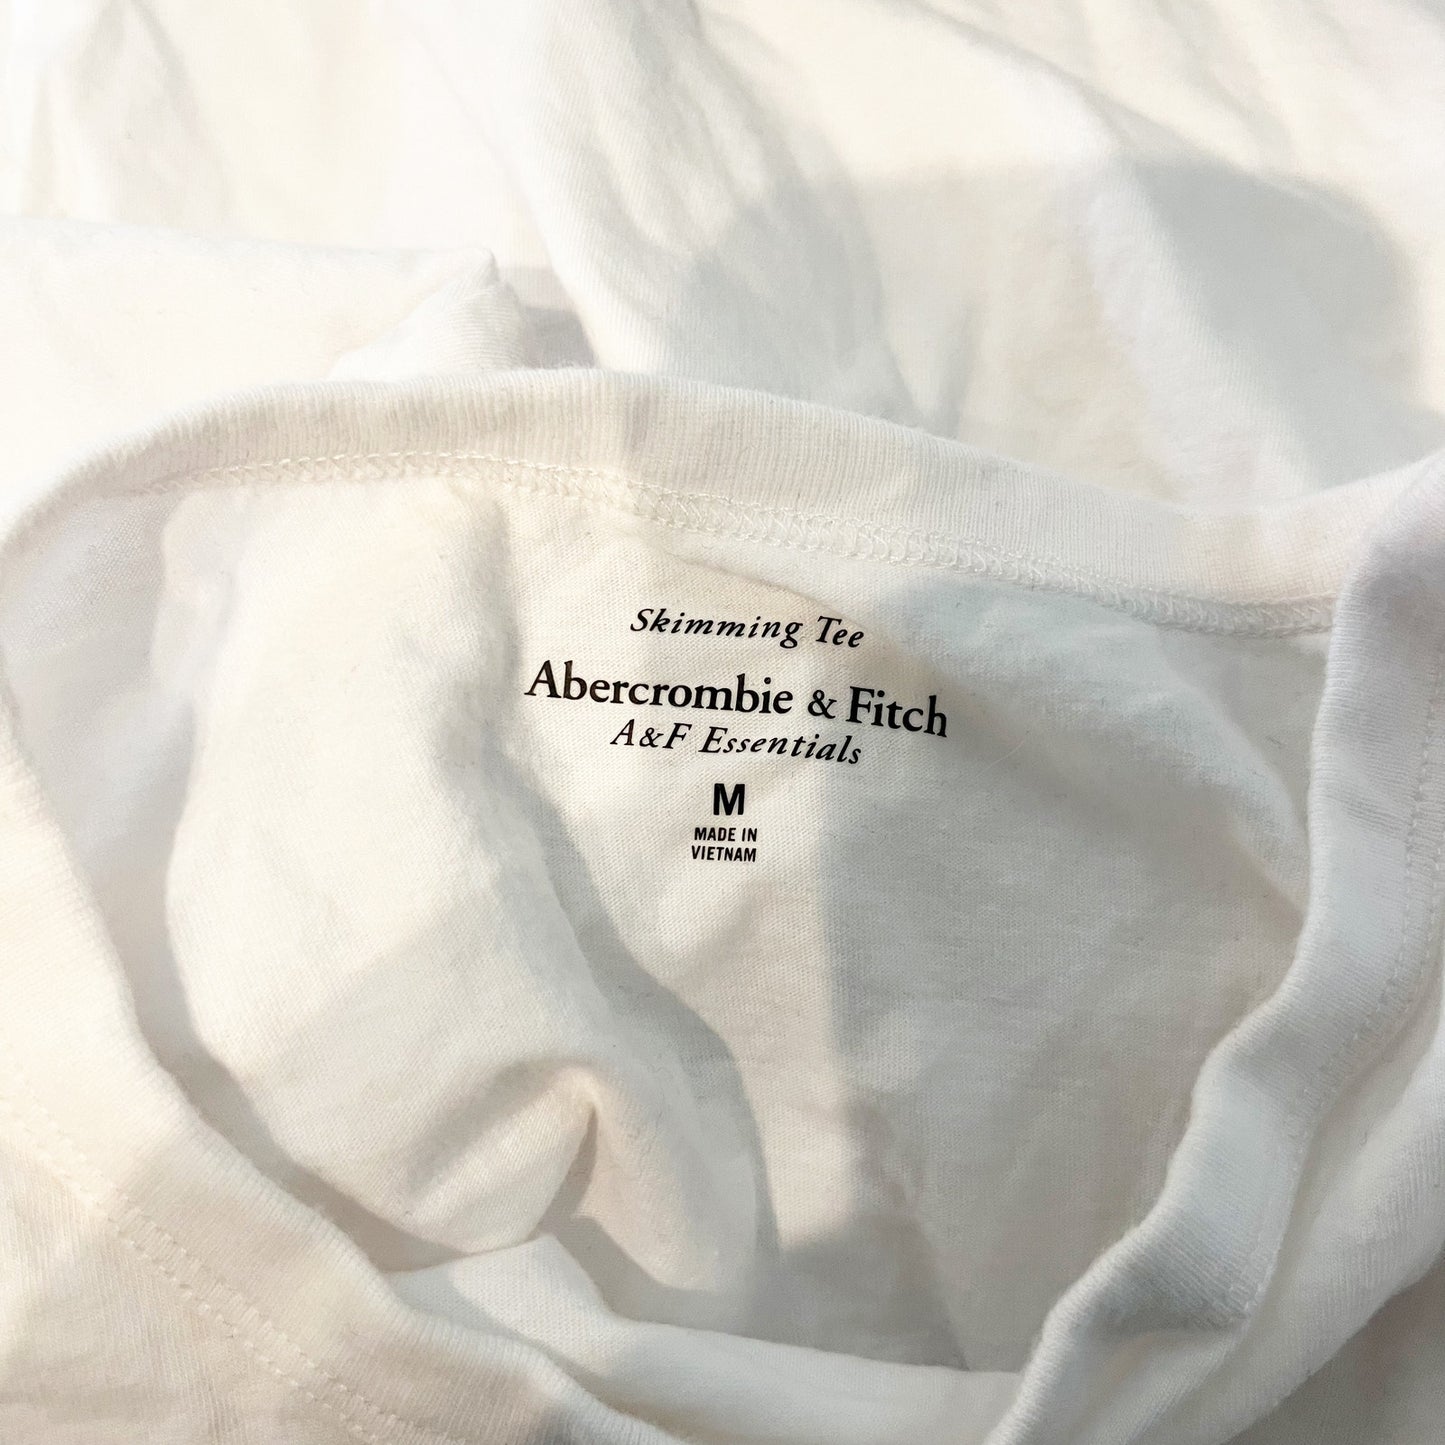 Skimming Tee
Abercrombie & Fitch
A&F Essentials
M
MADE IN
VIETNAM